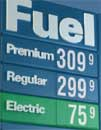 Fuel
Premium 309 9
Regular 299 9
Electric 75 9